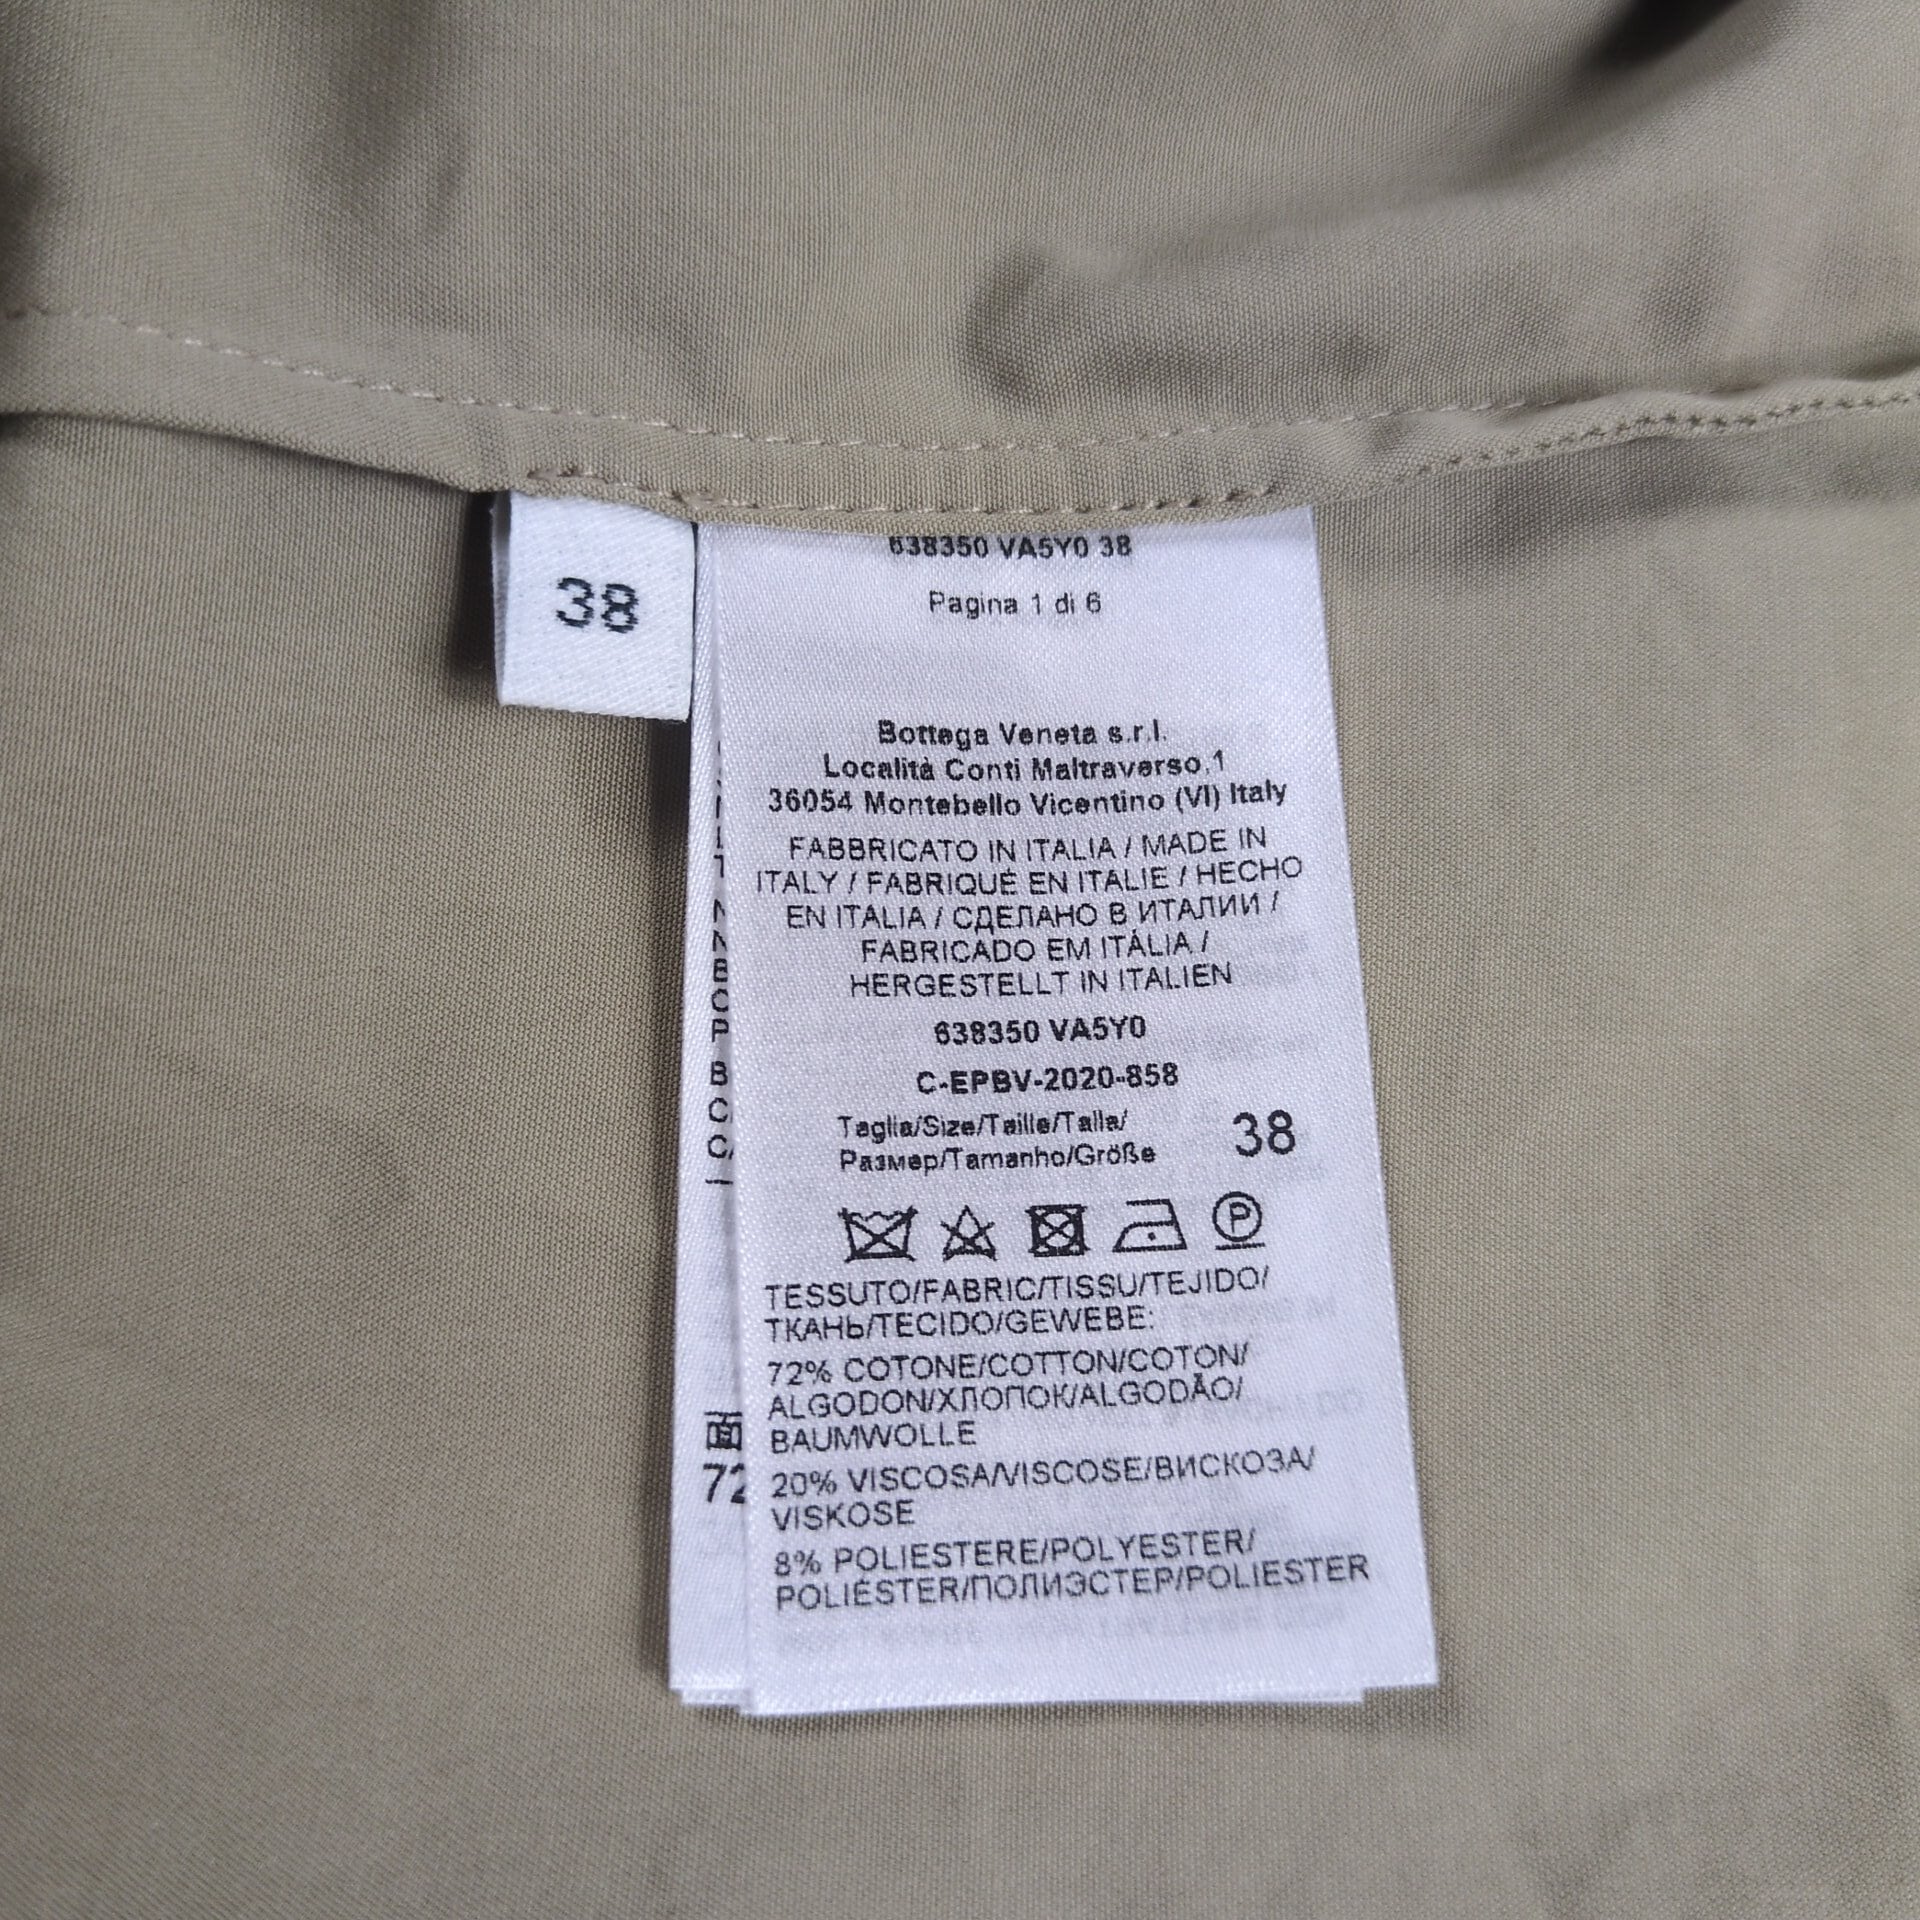 38
638350 VA5Y0 38
Pagina 1 di 6
Bottega Veneta s.r.l.
Località Conti Maltraverso,1
36054 Montebello Vicentino (VI) Italy
FABBRICATO IN ITALIA / MADE IN
ITALY / FABRIQUÉ EN ITALIE / HECHO
EN ITALIA / СДЕЛАНО В ИТАЛИИ /
FABRICADO EM ITÁLIA /
HERGESTELLT IN ITALIEN
638350 VA5Y0
C-EPBV-2020-858
Taglia/Size/Taille/Talla/
Размер/Tamanho/Größe
38
P
TESSUTO/FABRIC/TISSU/TEJIDO/
ТКАНЬ/TECIDO/GEWEBE:
72% COTONE/COTTON/COTON/
ALGODON/ХЛОПОК/ALGODÃO/
BAUMWOLLE
20% VISCOSA/VISCOSE/ВИСКОЗА/
VISKOSE
8% POLIESTERE/POLYESTER/
POLIÉSTER/ПОЛИЭСТЕР/POLIESTER
72